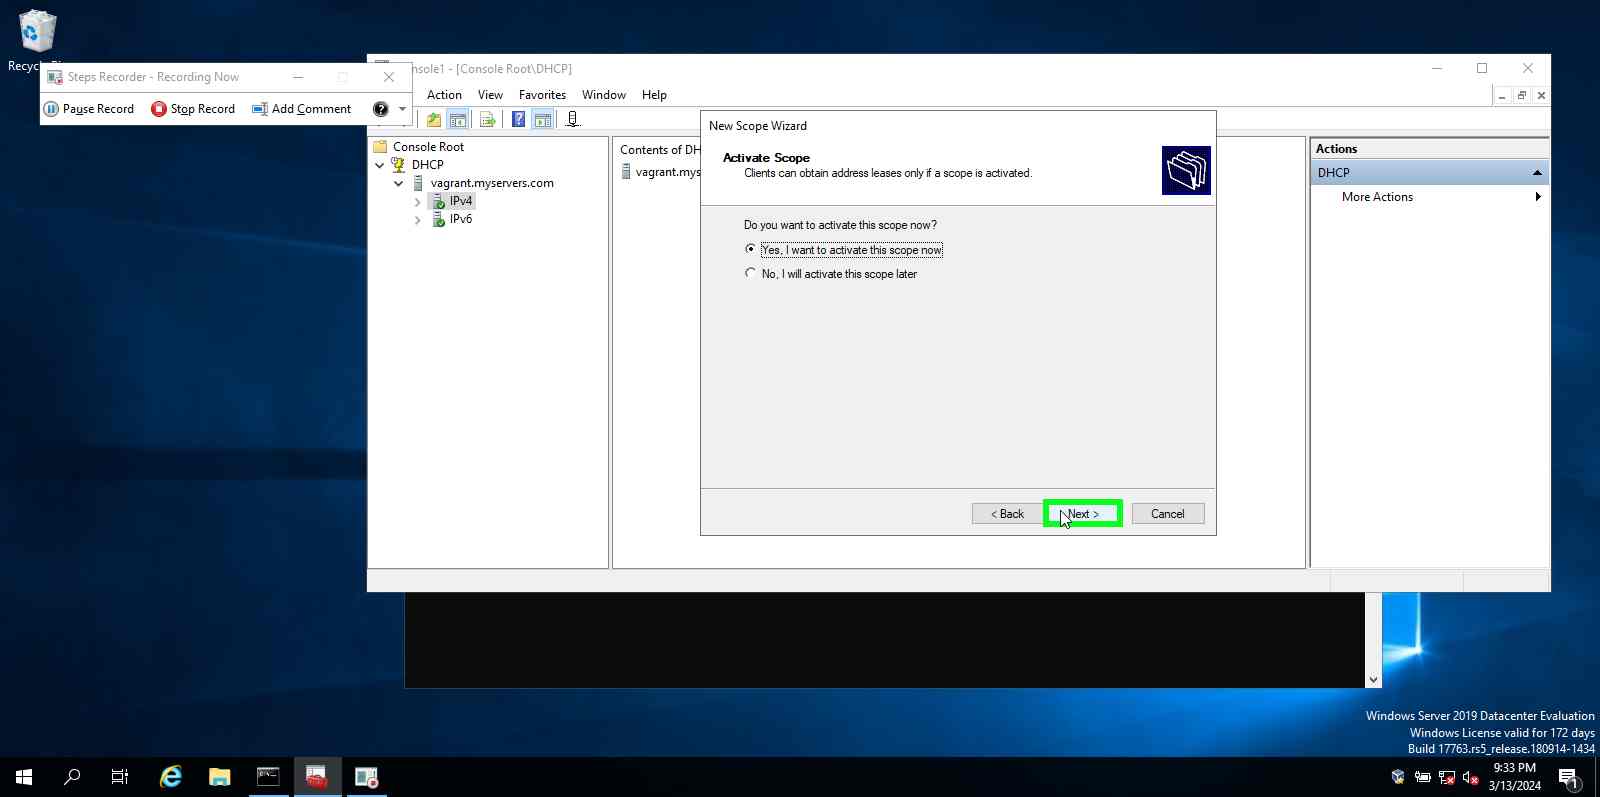 Recyc
Steps Recorder - Recording Now
Pause Record
Stop Record
Add Comment
nsole1 - [Console Root\DHCP]
Action
View
Favorites
Window
Help
Console Root
DHCP
vagrant.myservers.com
IPv4
IPv6
Contents of DH
vagrant.mys
New Scope Wizard
Activate Scope
Clients can obtain address leases only if a scope is activated.
Do you want to activate this scope now?
Yes, I want to activate this scope now
No, I will activate this scope later
< Back
Next >
Cancel
Actions
DHCP
More Actions
Windows Server 2019 Datacenter Evaluation
Windows License valid for 172 days
Build 17763.rs5_release.180914-1434
9:33 PM
3/13/2024
1